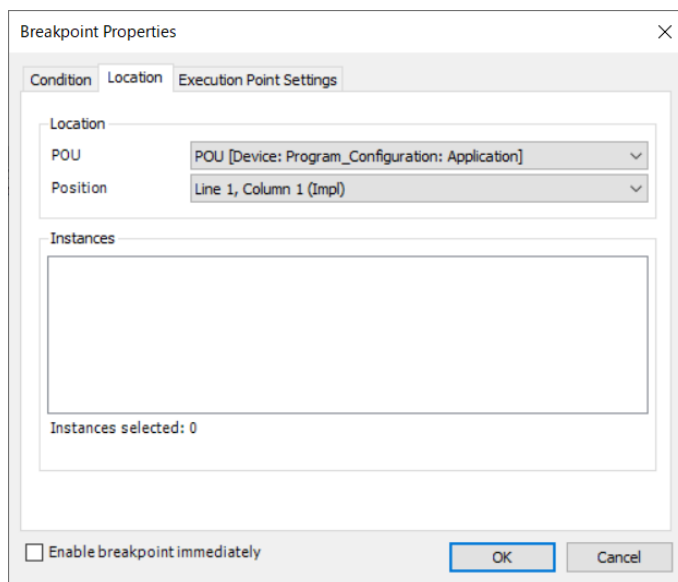 Breakpoint Properties
Condition Location Execution Point Settings
Location
POU POU [Device: Program_Configuration: Application]
Position Line 1, Column 1 (Impl)
Instances
Instances selected: 0
Enable breakpoint immediately OK Cancel